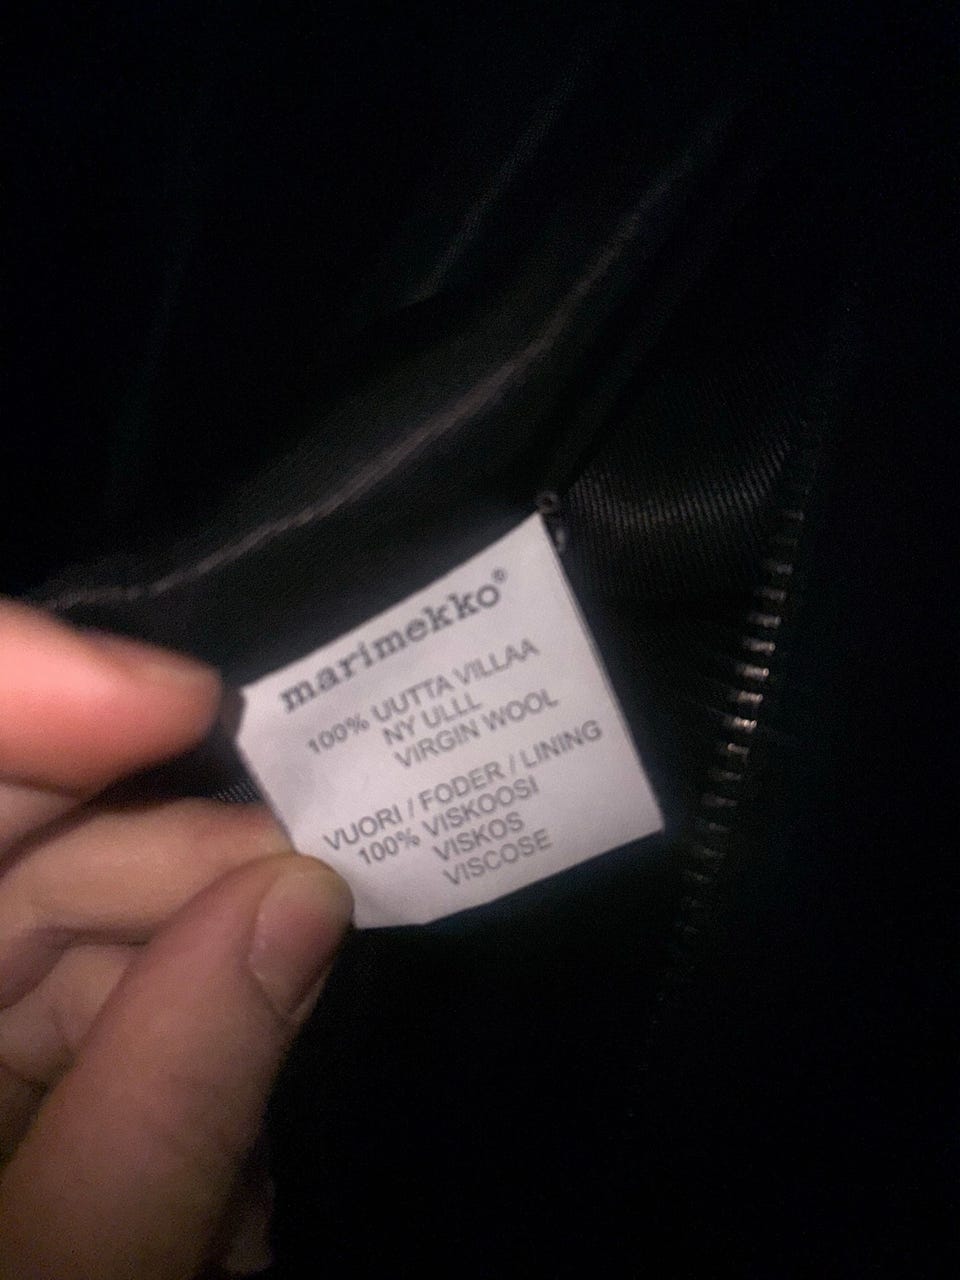 marimekko®
100% UUTTA VILLAA
NY ULLL
VIRGIN WOOL
VUORI / FODER / LINING
100% VISKOOSI
VISKOS
VISCOSE